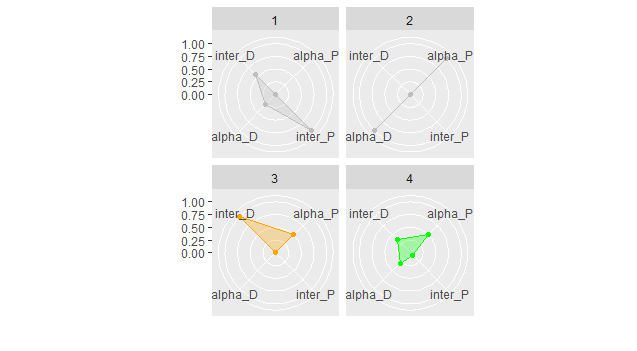 1
2
1.00
0.75
0.50
0.25
0.00
inter_D
alpha_P
alpha_D
inter_P
inter_D
alpha_P
alpha_D
inter_P
3
4
1.00
0.75
0.50
0.25
0.00
inter_D
alpha_P
alpha_D
inter_P
inter_D
alpha_P
alpha_D
inter_P